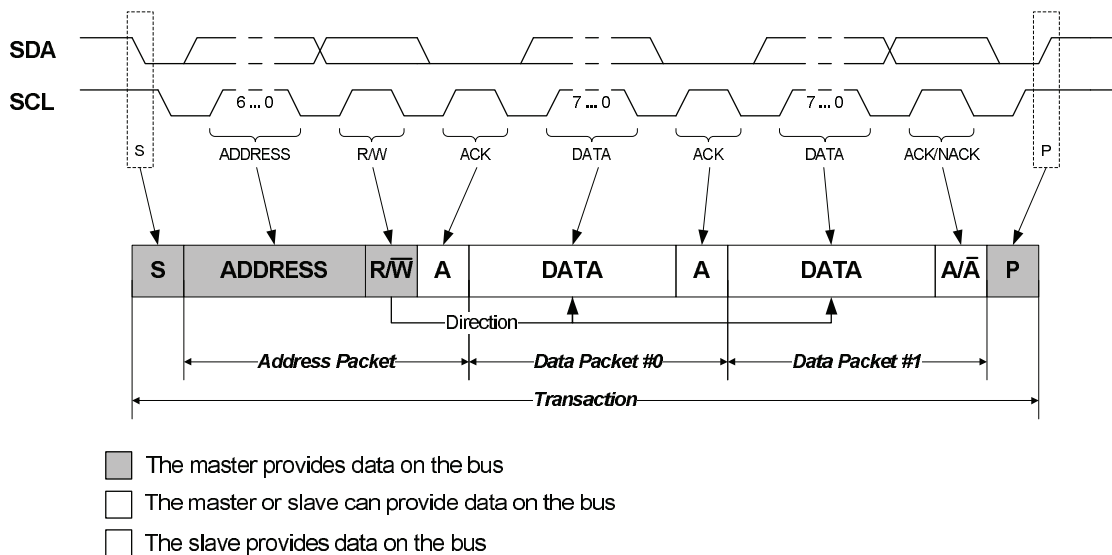 SDA
SCL
6 ... 0
7 ... 0
7 ... 0
S
ADDRESS
R/W
ACK
DATA
ACK
DATA
ACK/NACK
P
S
ADDRESS
R/W̅
A
DATA
A
DATA
A/A̅
P
Direction
Address Packet
Data Packet #0
Data Packet #1
Transaction
The master provides data on the bus
The master or slave can provide data on the bus
The slave provides data on the bus